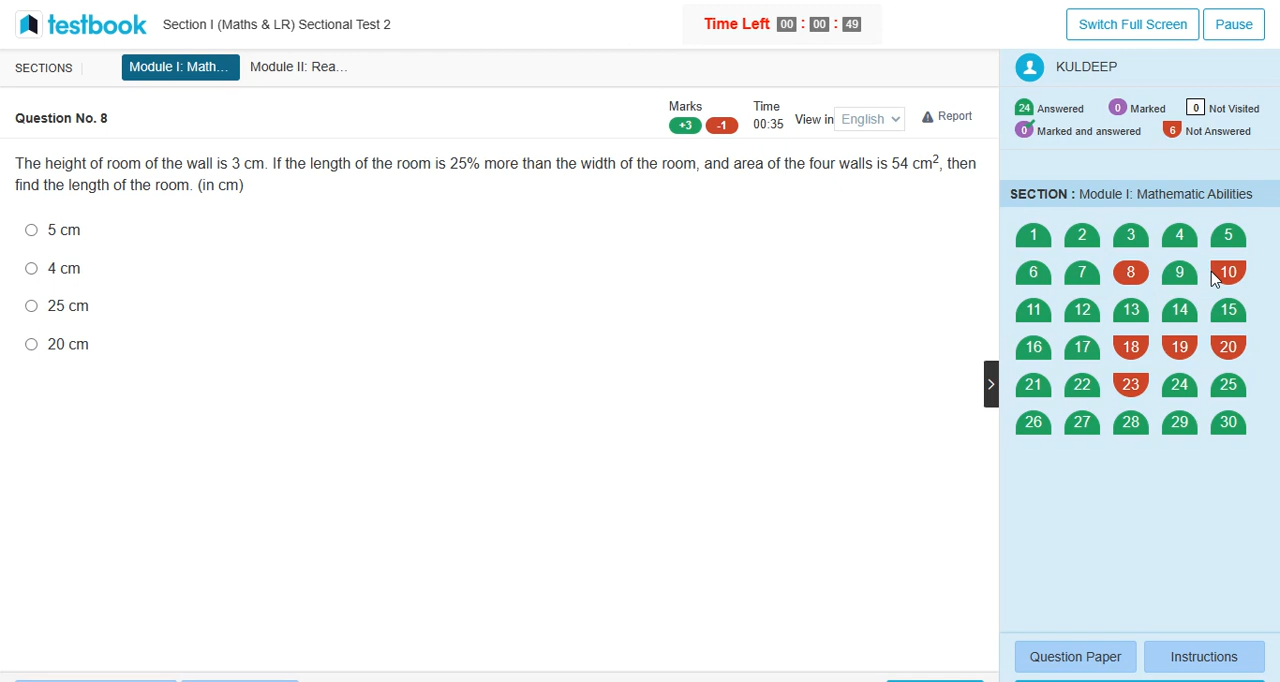 testbook Section I (Maths & LR) Sectional Test 2 Time Left 00 : 00 : 49 Switch Full Screen Pause
SECTIONS Module I: Math... Module II: Rea...
KULDEEP
Question No. 8
Marks
+3 -1
Time
00:35
View in English
Report
24 Answered 0 Marked 0 Not Visited
0 Marked and answered 6 Not Answered
The height of room of the wall is 3 cm. If the length of the room is 25% more than the width of the room, and area of the four walls is 54 cm², then
find the length of the room. (in cm)
5 cm
4 cm
25 cm
20 cm
SECTION : Module I: Mathematic Abilities
1 2 3 4 5
6 7 8 9 10
11 12 13 14 15
16 17 18 19 20
21 22 23 24 25
26 27 28 29 30
Question Paper Instructions